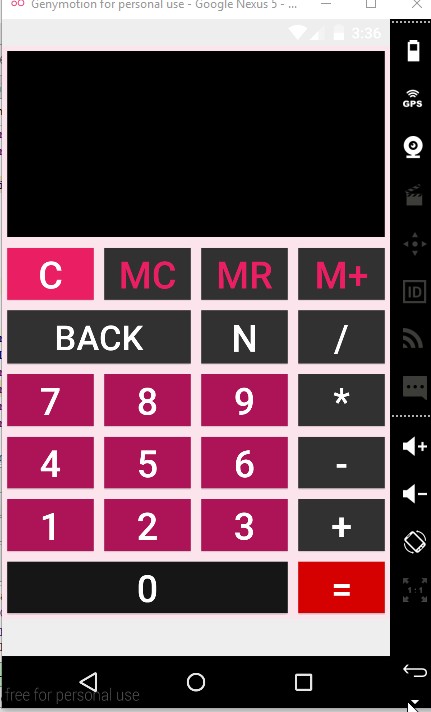 Genymotion for personal use - Google Nexus 5 - ...
3:36
GPS
C MC MR M+
BACK N /
7 8 9 *
ID
4 5 6 -
1 2 3 +
0 =
1:1
free for personal use